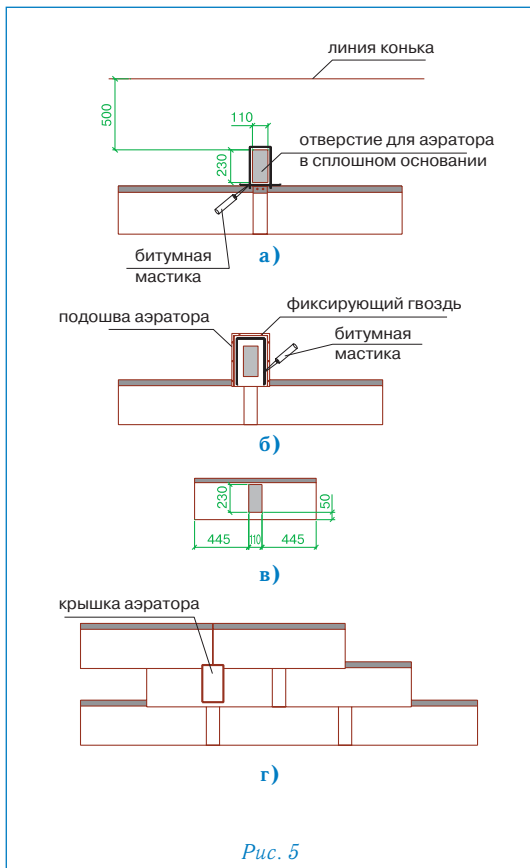 линия конька
500
110
230
отверстие для аэратора
в сплошном основании
битумная
мастика
а)
подошва аэратора
фиксирующий гвоздь
битумная
мастика
б)
230
50
445
110
445
в)
крышка аэратора
г)
Рис. 5